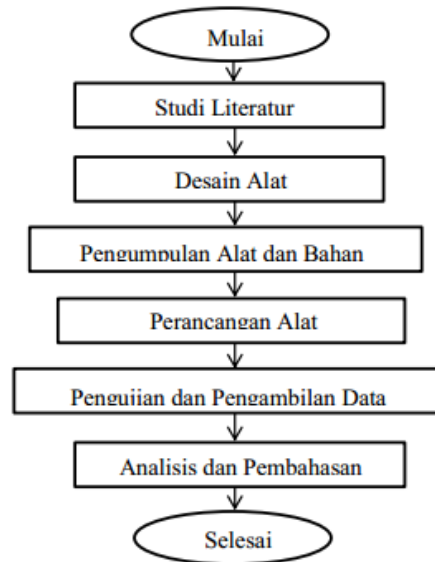 Mulai
Studi Literatur
Desain Alat
Pengumpulan Alat dan Bahan
Perancangan Alat
Pengujian dan Pengambilan Data
Analisis dan Pembahasan
Selesai